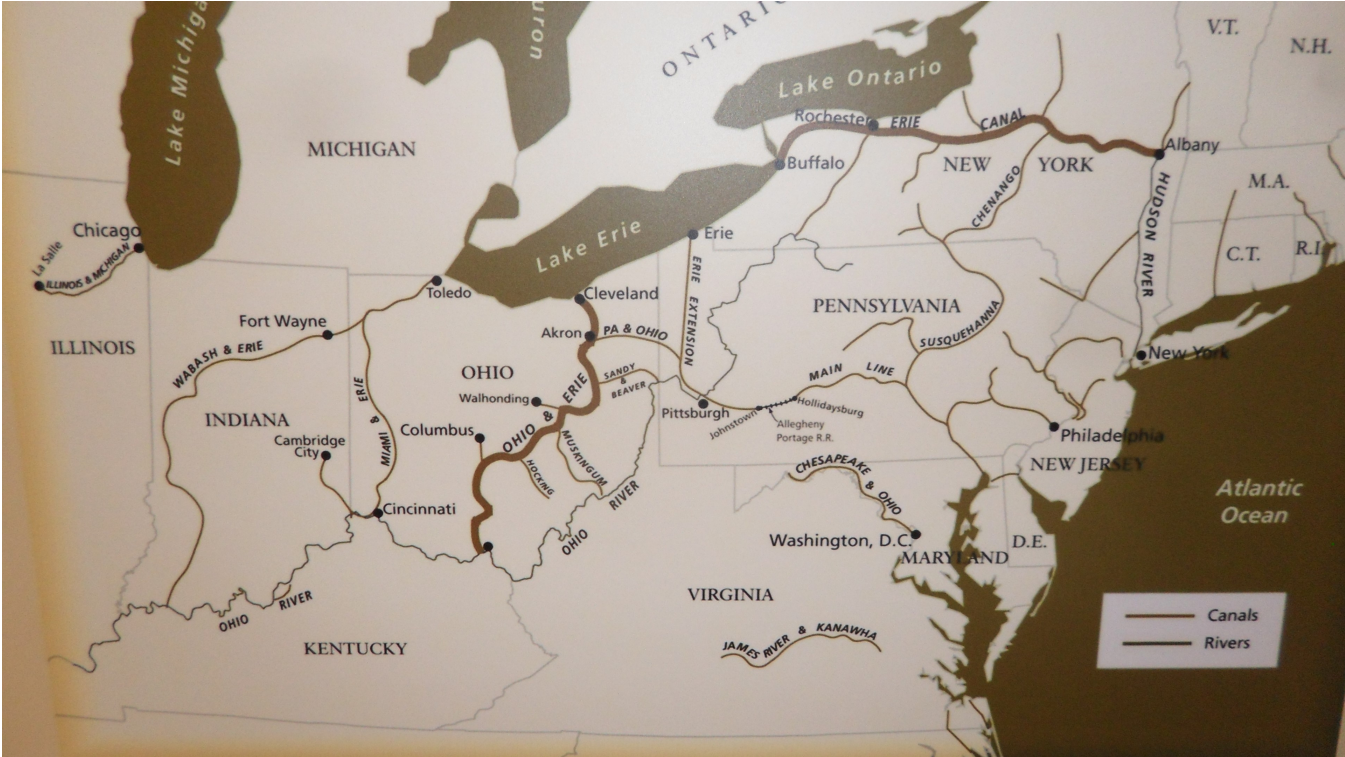 Lake Michiga
uron
ONTARIO
V.T.
N.H.
Lake Ontario
MICHIGAN
Rochester
ERIE
CANAL
Albany
Buffalo
NEW
YORK
M.A.
CHENANGO
HUDSON RIVER
Chicago
La Salle
ILLINOIS & MICHIGAN
Lake Erie
Erie
C.T.
R.I.
ERIE EXTENSION
Toledo
Cleveland
PENNSYLVANIA
Fort Wayne
Akron
PA & OHIO
SUSQUEHANNA
New York
ILLINOIS
WABASH & ERIE
OHIO
SANDY
&
BEAVER
MAIN LINE
MIAMI & ERIE
Walhonding
OHIO & ERIE
Pittsburgh
Johnstown
Hollidaysburg
Allegheny
Portage R.R.
INDIANA
Columbus
Cambridge
City
Philadelphia
HOCKING
MUSKINGUM
NEW JERSEY
CHESAPEAKE & OHIO
Atlantic
Ocean
Cincinnati
OHIO
RIVER
Washington, D.C.
D.E.
MARYLAND
OHIO
RIVER
VIRGINIA
KENTUCKY
JAMES RIVER & KANAWHA
Canals
Rivers